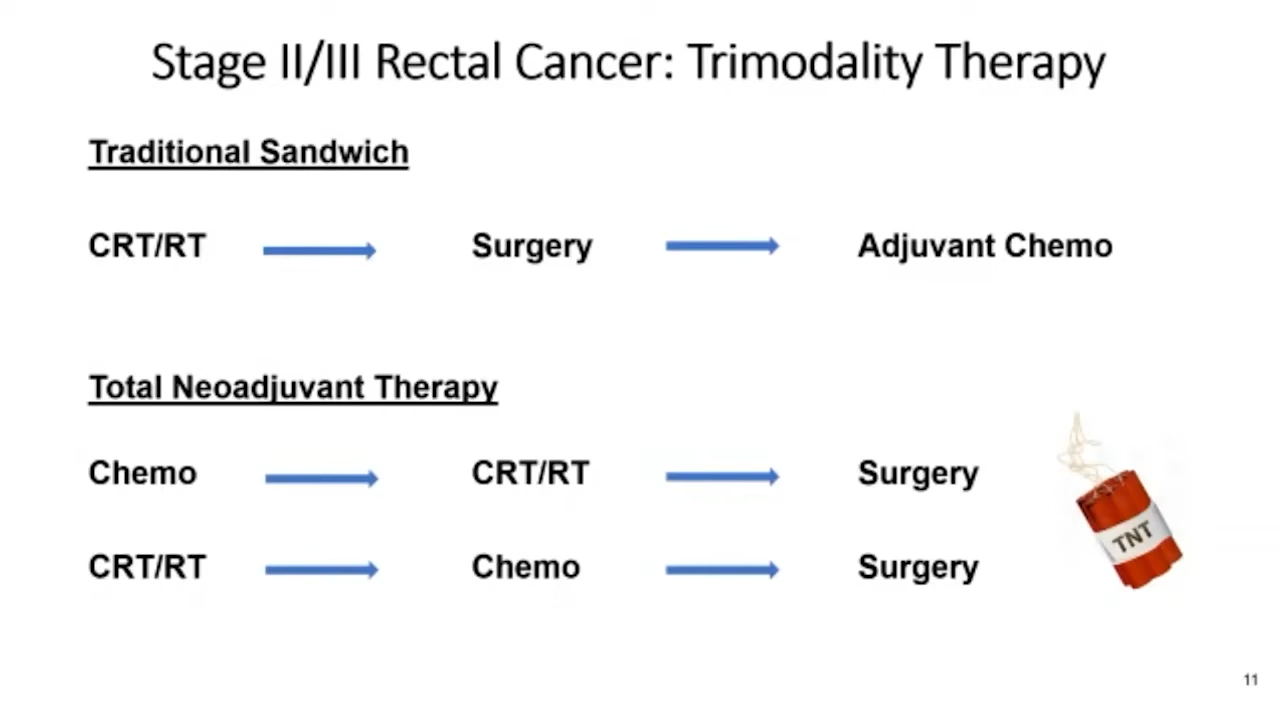 Stage II/III Rectal Cancer: Trimodality Therapy
Traditional Sandwich
CRT/RT Surgery Adjuvant Chemo
Total Neoadjuvant Therapy
Chemo CRT/RT Surgery
CRT/RT Chemo Surgery
TNT
11